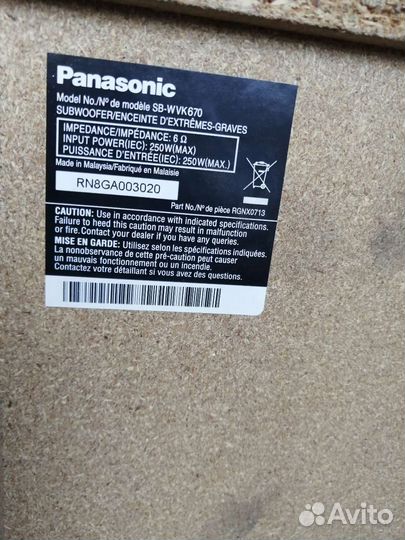 Panasonic
Model No./Nº de modèle SB-WVK670
SUBWOOFER/ENCEINTE D'EXTRÊMES-GRAVES
IMPEDANCE/IMPÉDANCE: 6 Ω
INPUT POWER(IEC): 250W(MAX)
PUISSANCE D'ENTRÉE(IEC): 250W(MAX.)
Made in Malaysia/Fabriqué en Malaisie
RN8GA003020
Part No./Nº de pièce RGNX0713
CAUTION: Use in accordance with indicated specifications.
Failure to heed this caution may result in malfunction
or fire. See your dealer if you have any queries.
MISE EN GARDE: Utilisez selon les spécifications indiquées.
La nonobservance de cette précaution peut causer
un mauvais fonctionnement ou un incendie.
Contactez votre détaillant si vous avez des questions.
Avito